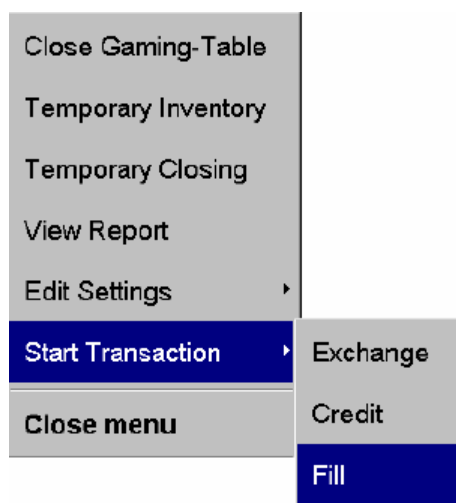 Close Gaming-Table
Temporary Inventory
Temporary Closing
View Report
Edit Settings
Start Transaction
Exchange
Close menu
Credit
Fill